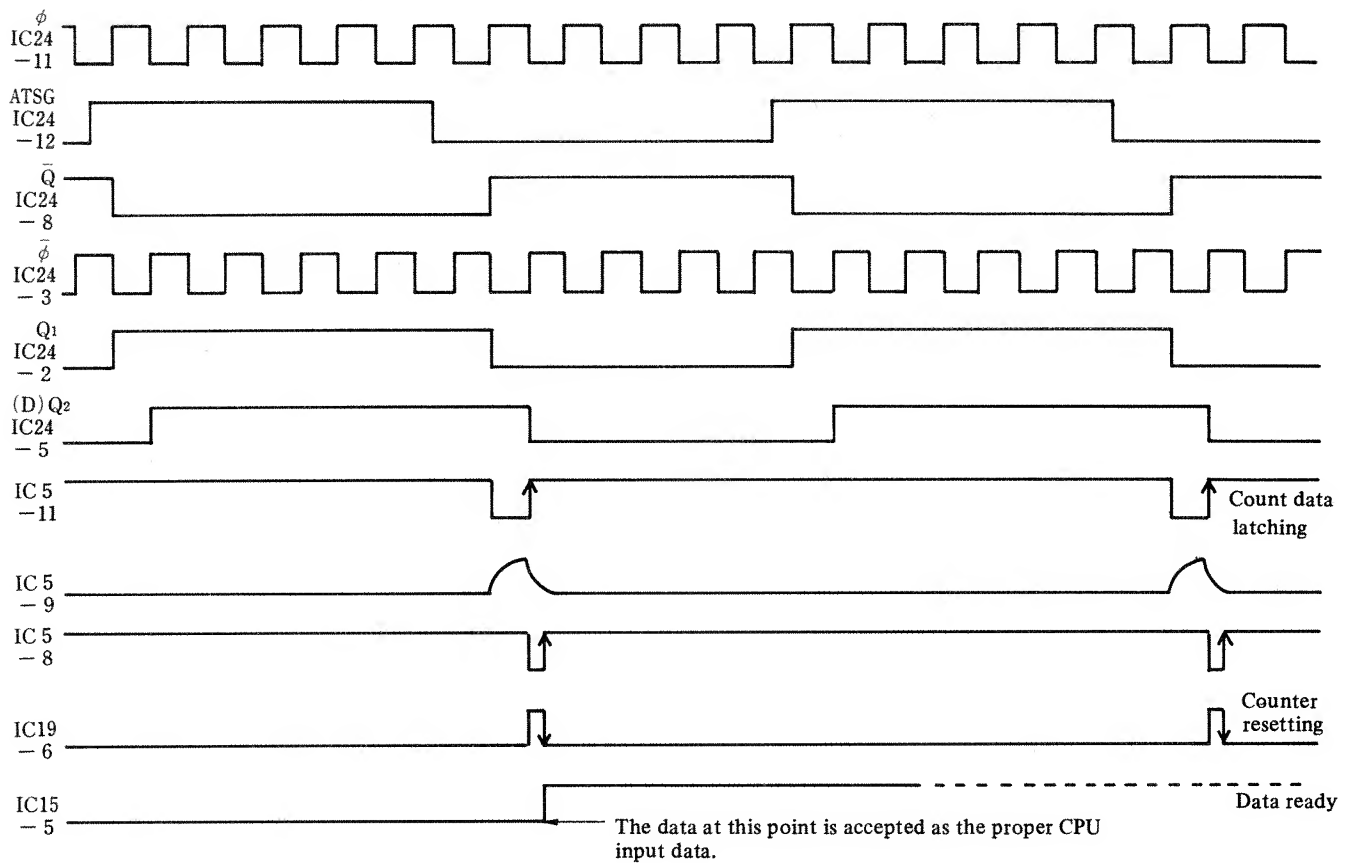 φ
IC24
—11
ATSG
IC24
—12
Q̄
IC24
— 8
φ̄
IC24
— 3
Q1
IC24
— 2
(D)Q2
IC24
— 5
IC 5
—11
Count data
latching
IC 5
— 9
IC 5
— 8
IC19
— 6
Counter
resetting
IC15
— 5
Data ready
The data at this point is accepted as the proper CPU
input data.